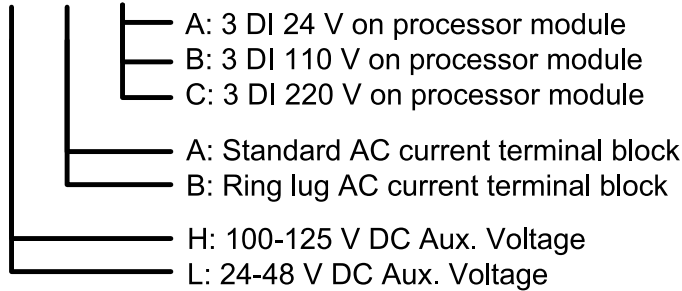 A: 3 DI 24 V on processor module
B: 3 DI 110 V on processor module
C: 3 DI 220 V on processor module
A: Standard AC current terminal block
B: Ring lug AC current terminal block
H: 100-125 V DC Aux. Voltage
L: 24-48 V DC Aux. Voltage